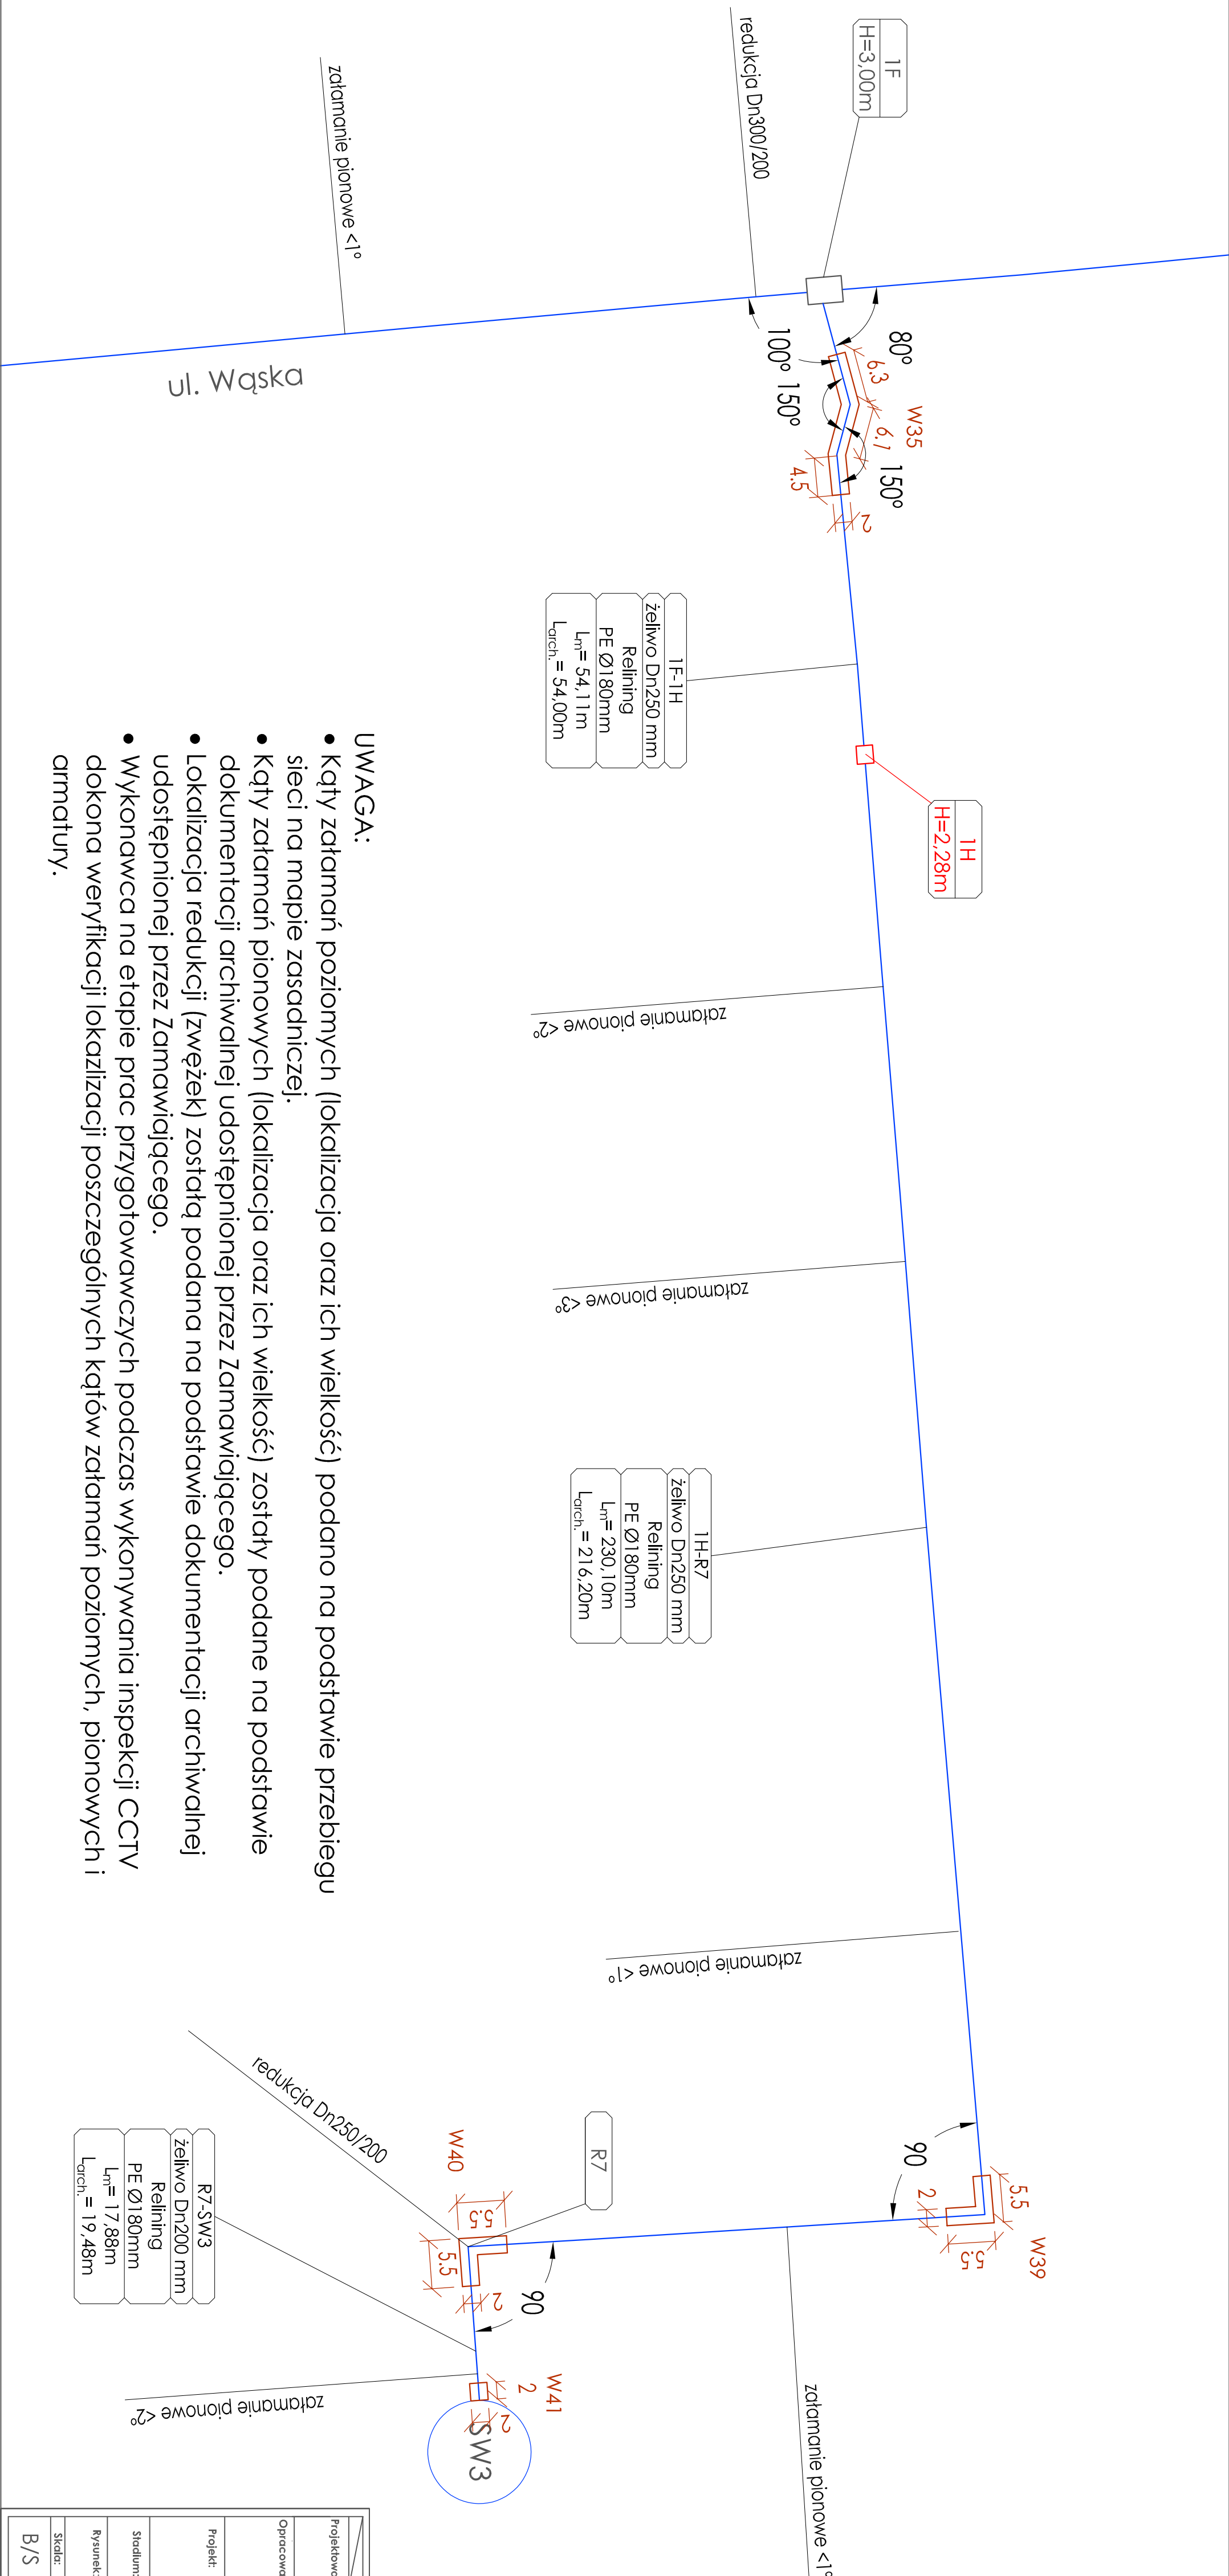 1F
H=3,00m
redukcja Dn300/200
załamanie pionowe <1°
ul. Wąska
80°
100°
150°
150°
6.3
6.1
4.5
2
W35
1F-1H
żeliwo Dn250 mm
Relining
PE Ø180mm
Lm= 54,11m
Larch.= 54,00m
1H
H=2,28m
załamanie pionowe <2°
załamanie pionowe <3°
1H-R7
żeliwo Dn250 mm
Relining
PE Ø180mm
Lm= 230,10m
Larch.= 216,20m
załamanie pionowe <1°
90
5.5
2
5.5
W39
R7
redukcja Dn250/200
W40
5.5
5.5
2
90
załamanie pionowe <1°
R7-SW3
żeliwo Dn200 mm
Relining
PE Ø180mm
Lm= 17,88m
Larch.= 19,48m
załamanie pionowe <2°
W41
2
2
SW3
UWAGA:
• Kąty załamań poziomych (lokalizacja oraz ich wielkość) podano na podstawie przebiegu
sieci na mapie zasadniczej.
• Kąty załamań pionowych (lokalizacja oraz ich wielkość) zostały podane na podstawie
dokumentacji archiwalnej udostępnionej przez Zamawiającego.
• Lokalizacja redukcji (zwężek) zostałą podana na podstawie dokumentacji archiwalnej
udostępnionej przez Zamawiającego.
• Wykonawca na etapie prac przygotowawczych podczas wykonywania inspekcji CCTV
dokona weryfikacji lokazlizacji poszczególnych kątów załamań poziomych, pionowych i
armatury.
Projekt:
Stadium:
Rysunek:
Skala:
B/S